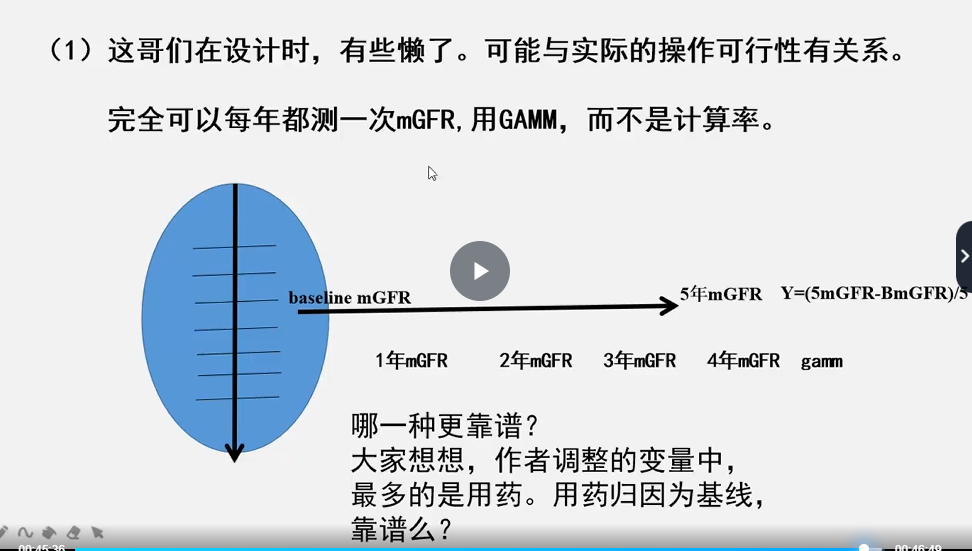 （1）这哥们在设计时，有些懒了。可能与实际的操作可行性有关系。
完全可以每年都测一次mGFR,用GAMM，而不是计算率。
baseline mGFR
5年mGFR Y=(5mGFR-BmGFR)/5
1年mGFR 2年mGFR 3年mGFR 4年mGFR gamm
哪一种更靠谱？
大家想想，作者调整的变量中，
最多的是用药。用药归因为基线，
靠谱么？
00:45:36 00:46:49